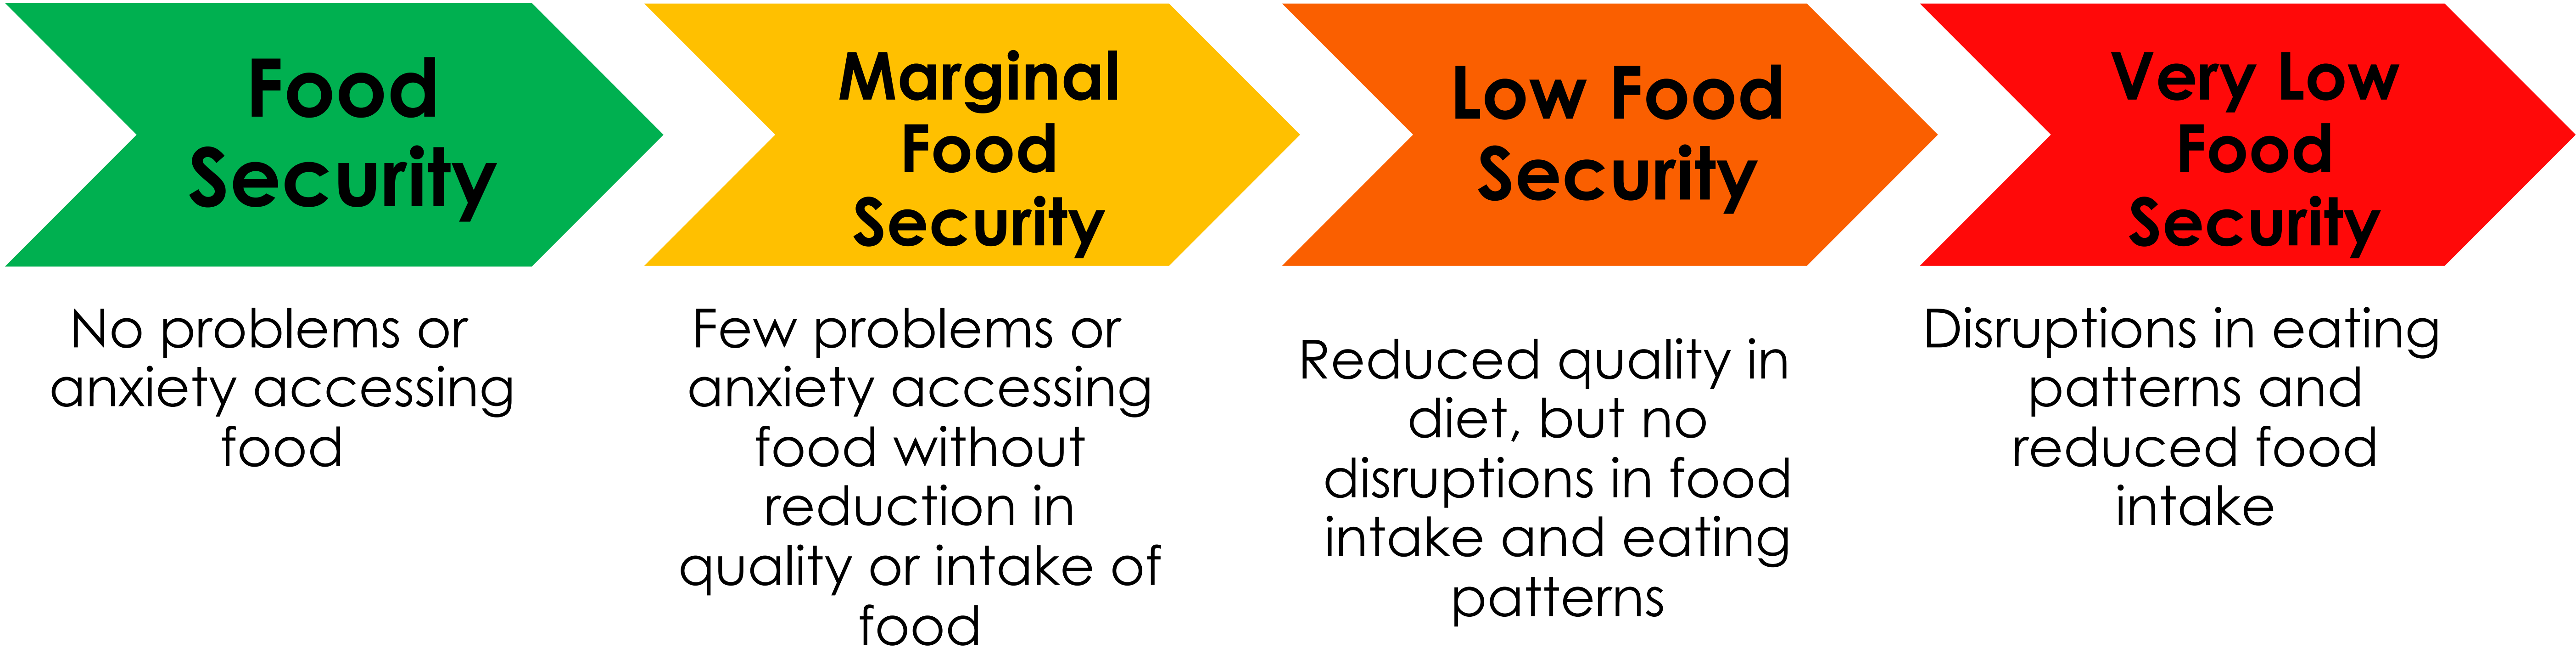 Food
Security
No problems or
anxiety accessing
food
Marginal
Food
Security
Few problems or
anxiety accessing
food without
reduction in
quality or intake of
food
Low Food
Security
Reduced quality in
diet, but no
disruptions in food
intake and eating
patterns
Very Low
Food
Security
Disruptions in eating
patterns and
reduced food
intake